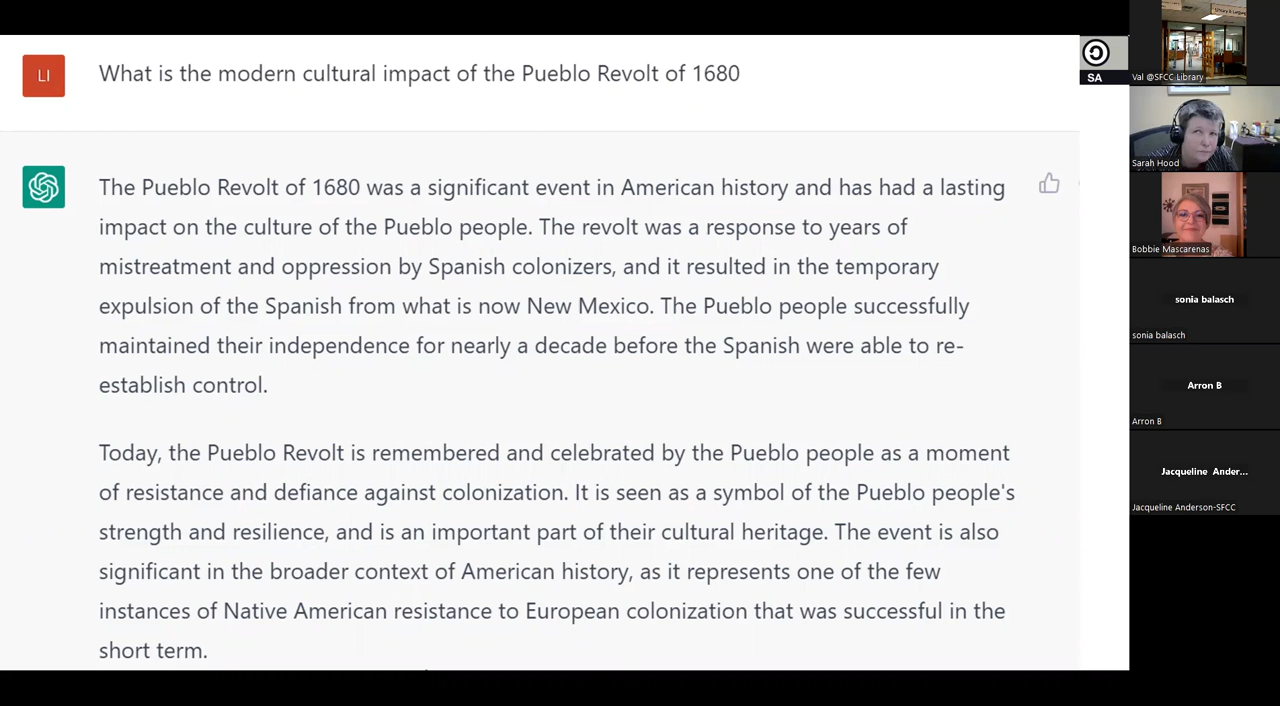 LI
What is the modern cultural impact of the Pueblo Revolt of 1680
The Pueblo Revolt of 1680 was a significant event in American history and has had a lasting
impact on the culture of the Pueblo people. The revolt was a response to years of
mistreatment and oppression by Spanish colonizers, and it resulted in the temporary
expulsion of the Spanish from what is now New Mexico. The Pueblo people successfully
maintained their independence for nearly a decade before the Spanish were able to re-
establish control.
Today, the Pueblo Revolt is remembered and celebrated by the Pueblo people as a moment
of resistance and defiance against colonization. It is seen as a symbol of the Pueblo people's
strength and resilience, and is an important part of their cultural heritage. The event is also
significant in the broader context of American history, as it represents one of the few
instances of Native American resistance to European colonization that was successful in the
short term.
SA
Val @SFCC Library
Sarah Hood
Bobbie Mascarenas
sonia balasch
sonia balasch
Arron B
Arron B
Jacqueline Ander...
Jacqueline Anderson-SFCC